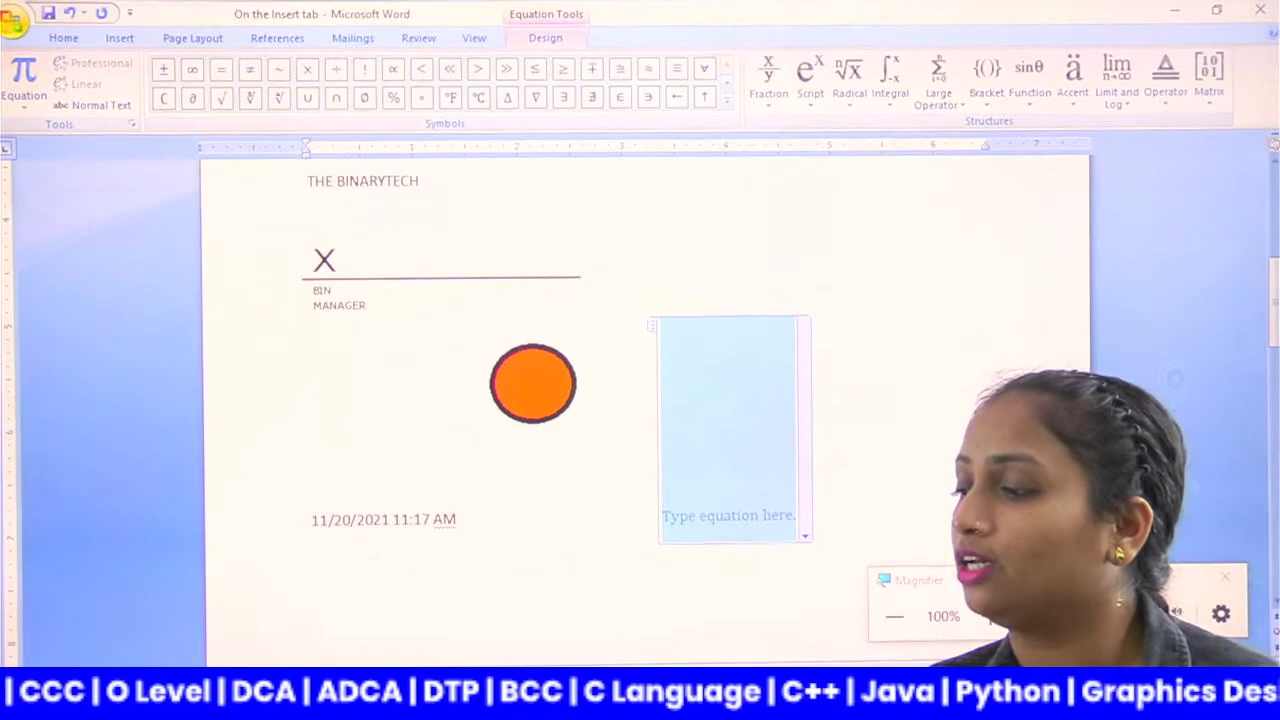 On the Insert tab - Microsoft Word
Equation Tools
Home Insert Page Layout References Mailings Review View Design
π Equation
Professional
Linear
abc Normal Text
Tools
± ∞ = ≠ ~ × ÷ ! ∝ < ≪ > ≫ ≤ ≥ ∓ ≅ ≈ ≡ ∀
∁ ∂ √ ∛ ∜ ∪ ∩ ∅ % ° °F °C ∆ ∇ ∃ ∄ ∈ ∋ ← ↑
Symbols
Fraction Script Radical Integral Large Operator Bracket Function Accent Limit and Log Operator Matrix
Structures
THE BINARYTECH
X
BIN
MANAGER
Type equation here.
11/20/2021 11:17 AM
Magnifier
100%
| CCC | O Level | DCA | ADCA | DTP | BCC | C Language | C++ | Java | Python | Graphics Des